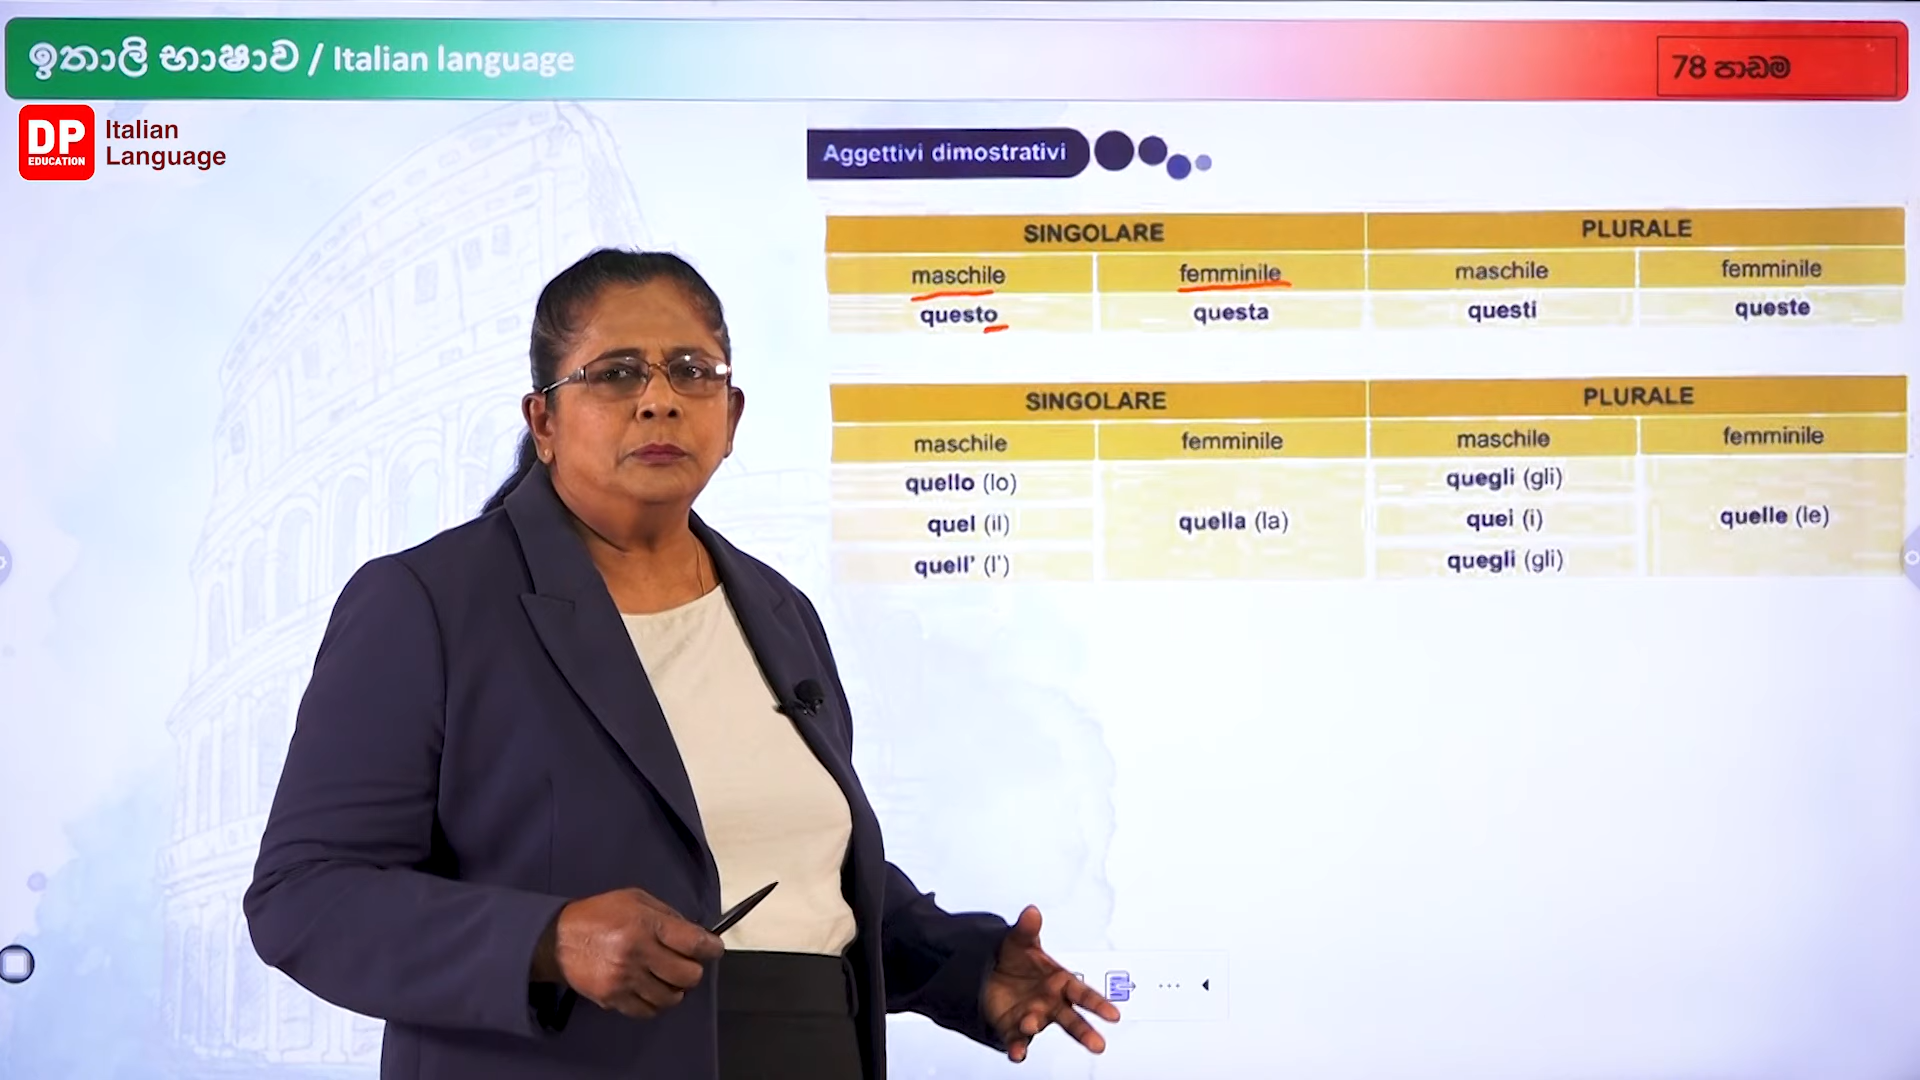 ඉතාලි භාෂාව / Italian language
78 පාඩම
DP
EDUCATION
Italian
Language
Aggettivi dimostrativi
SINGOLARE PLURALE
maschile femminile maschile femminile
questo questa questi queste
SINGOLARE PLURALE
maschile femminile maschile femminile
quello (lo) quegli (gli)
quel (il) quella (la) quei (i) quelle (le)
quell' (l') quegli (gli)